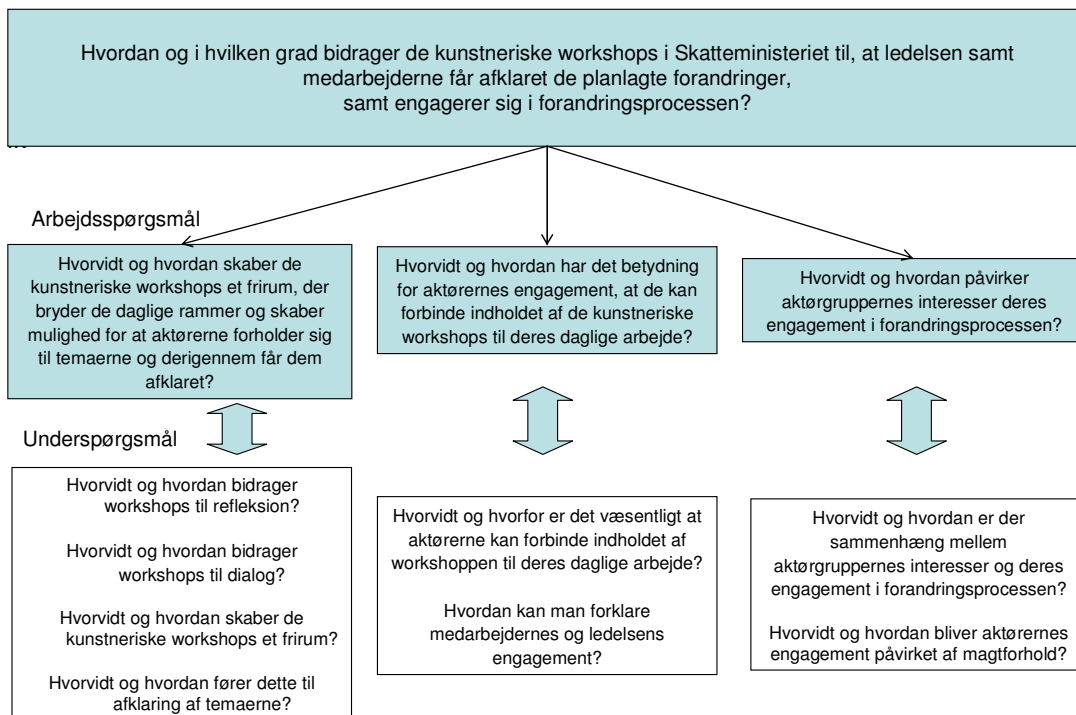 Hvordan og i hvilken grad bidrager de kunstneriske workshops i Skatteministeriet til, at ledelsen samt
medarbejderne får afklaret de planlagte forandringer,
samt engagerer sig i forandringsprocessen?
Arbejdsspørgsmål
Hvorvidt og hvordan skaber de
kunstneriske workshops et frirum, der
bryder de daglige rammer og skaber
mulighed for at aktørerne forholder sig
til temaerne og derigennem får dem
afklaret?
Hvorvidt og hvordan har det betydning
for aktørernes engagement, at de kan
forbinde indholdet af de kunstneriske
workshops til deres daglige arbejde?
Hvorvidt og hvordan påvirker
aktørgruppernes interesser deres
engagement i forandringsprocessen?
Underspørgsmål
Hvorvidt og hvordan bidrager
workshops til refleksion?
Hvorvidt og hvordan bidrager
workshops til dialog?
Hvorvidt og hvordan skaber de
kunstneriske workshops et frirum?
Hvorvidt og hvordan fører dette til
afklaring af temaerne?
Hvorvidt og hvorfor er det væsentligt at
aktørerne kan forbinde indholdet af
workshoppen til deres daglige arbejde?
Hvordan kan man forklare
medarbejdernes og ledelsens
engagement?
Hvorvidt og hvordan er der
sammenhæng mellem
aktørgruppernes interesser og deres
engagement i forandringsprocessen?
Hvorvidt og hvordan bliver aktørernes
engagement påvirket af magtforhold?